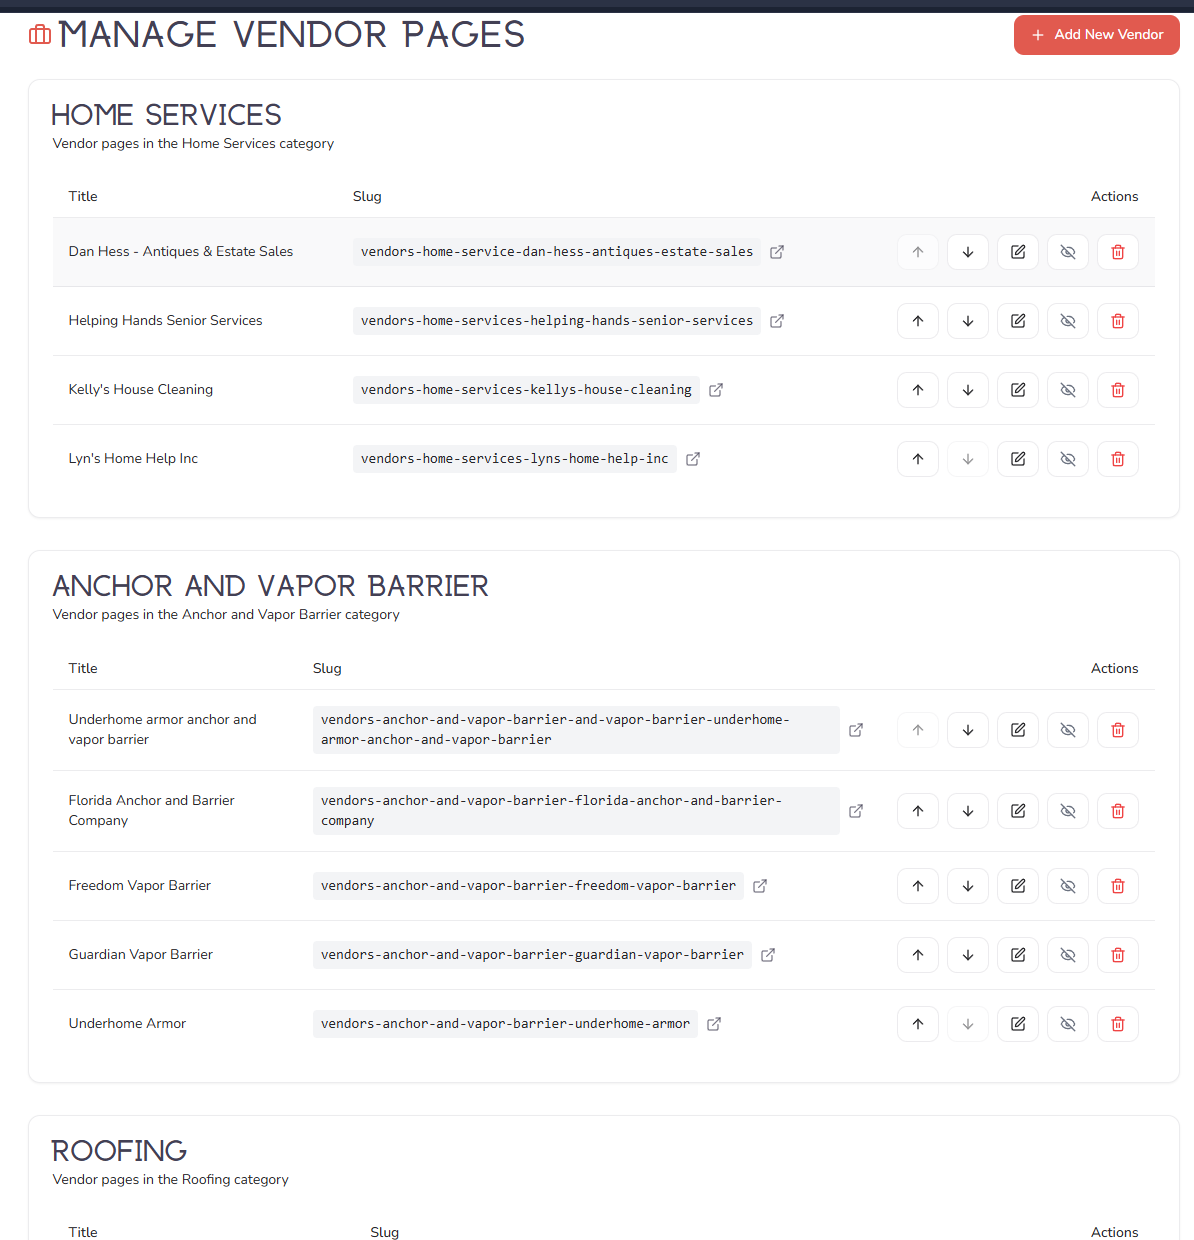 MANAGE VENDOR PAGES
Add New Vendor
HOME SERVICES
Vendor pages in the Home Services category
Title Slug Actions
Dan Hess - Antiques & Estate Sales vendors-home-service-dan-hess-antiques-estate-sales
Helping Hands Senior Services vendors-home-services-helping-hands-senior-services
Kelly's House Cleaning vendors-home-services-kellys-house-cleaning
Lyn's Home Help Inc vendors-home-services-lyns-home-help-inc
ANCHOR AND VAPOR BARRIER
Vendor pages in the Anchor and Vapor Barrier category
Title Slug Actions
Underhome armor anchor and
vapor barrier
vendors-anchor-and-vapor-barrier-and-vapor-barrier-underhome-
armor-anchor-and-vapor-barrier
Florida Anchor and Barrier
Company
vendors-anchor-and-vapor-barrier-florida-anchor-and-barrier-
company
Freedom Vapor Barrier vendors-anchor-and-vapor-barrier-freedom-vapor-barrier
Guardian Vapor Barrier vendors-anchor-and-vapor-barrier-guardian-vapor-barrier
Underhome Armor vendors-anchor-and-vapor-barrier-underhome-armor
ROOFING
Vendor pages in the Roofing category
Title Slug Actions